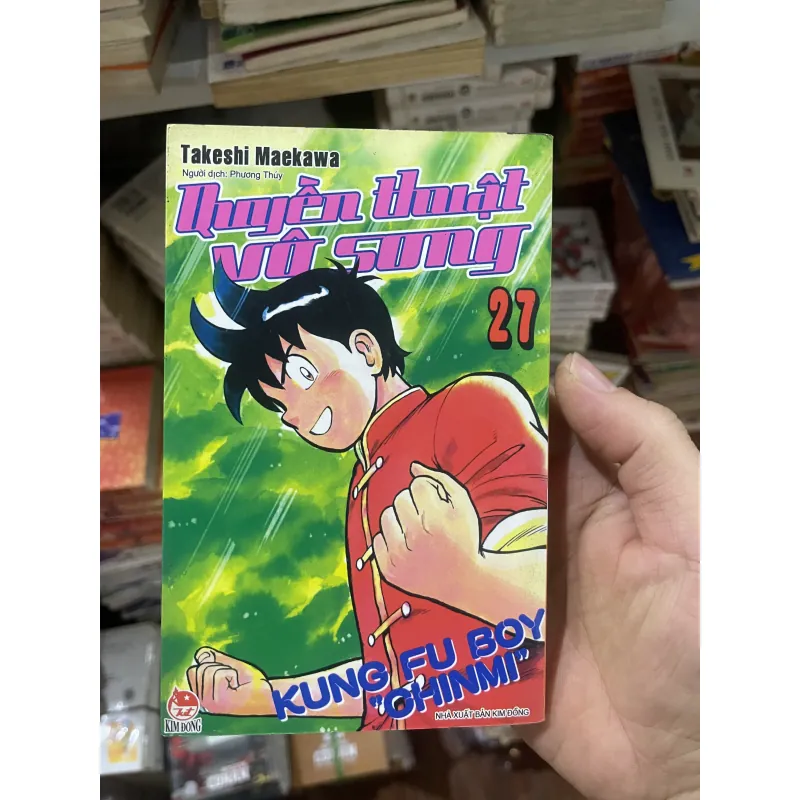 Takeshi Maekawa
Người dịch: Phương Thúy
Quyền thuật
vô song
27
KUNG FU BOY
"CHINMI"
NHÀ XUẤT BẢN KIM ĐỒNG
KIM ĐỒNG